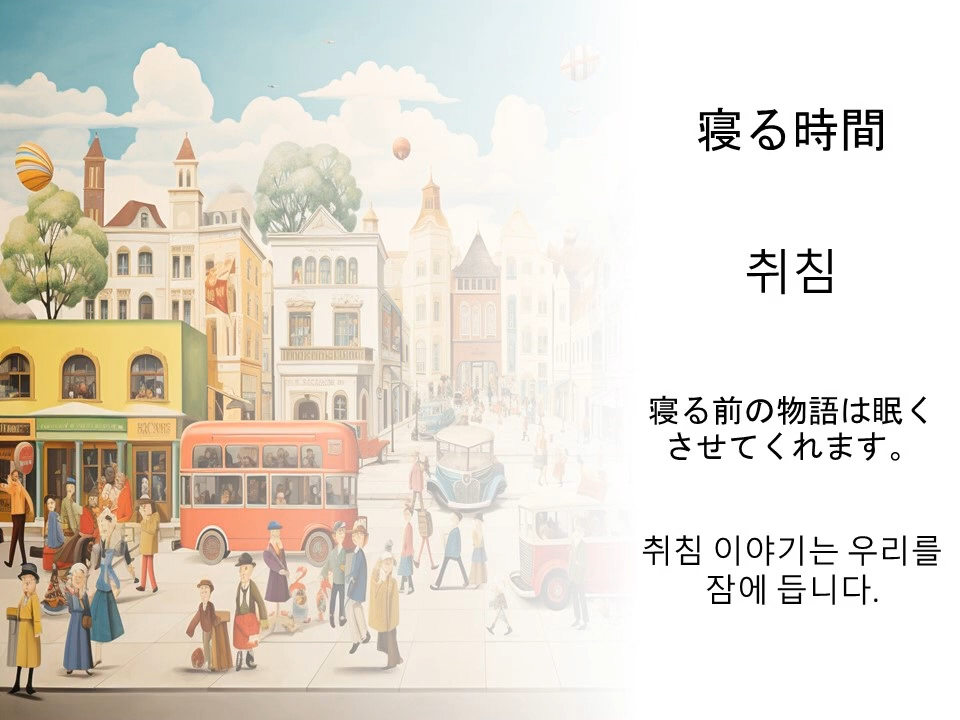 寝る時間
취침
寝る前の物語は眠く
させてくれます。
취침 이야기는 우리를
잠에 듭니다.